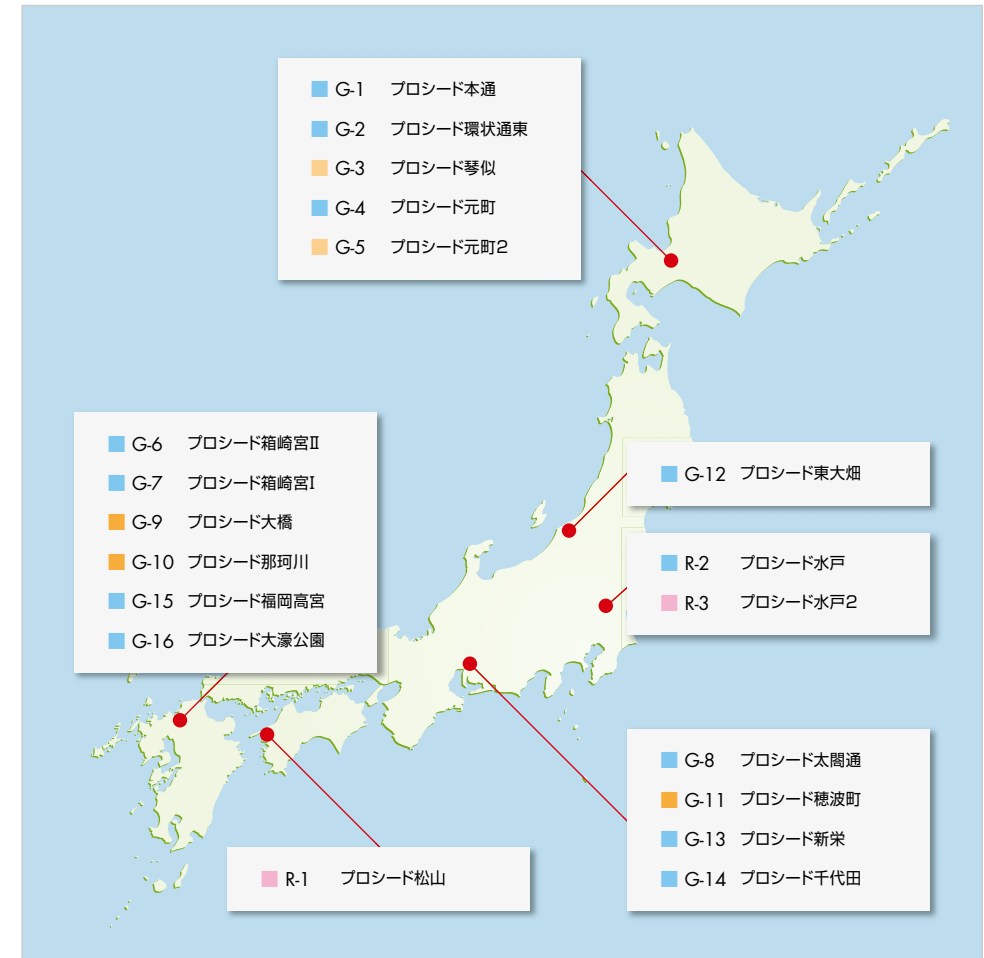 G-1 プロシード本通
G-2 プロシード環状通東
G-3 プロシード琴似
G-4 プロシード元町
G-5 プロシード元町2
G-6 プロシード箱崎宮Ⅱ
G-7 プロシード箱崎宮Ⅰ
G-9 プロシード大橋
G-10 プロシード那珂川
G-15 プロシード福岡高宮
G-16 プロシード大濠公園
G-12 プロシード東大畑
R-2 プロシード水戸
R-3 プロシード水戸2
G-8 プロシード太閤通
G-11 プロシード穂波町
G-13 プロシード新栄
G-14 プロシード千代田
R-1 プロシード松山